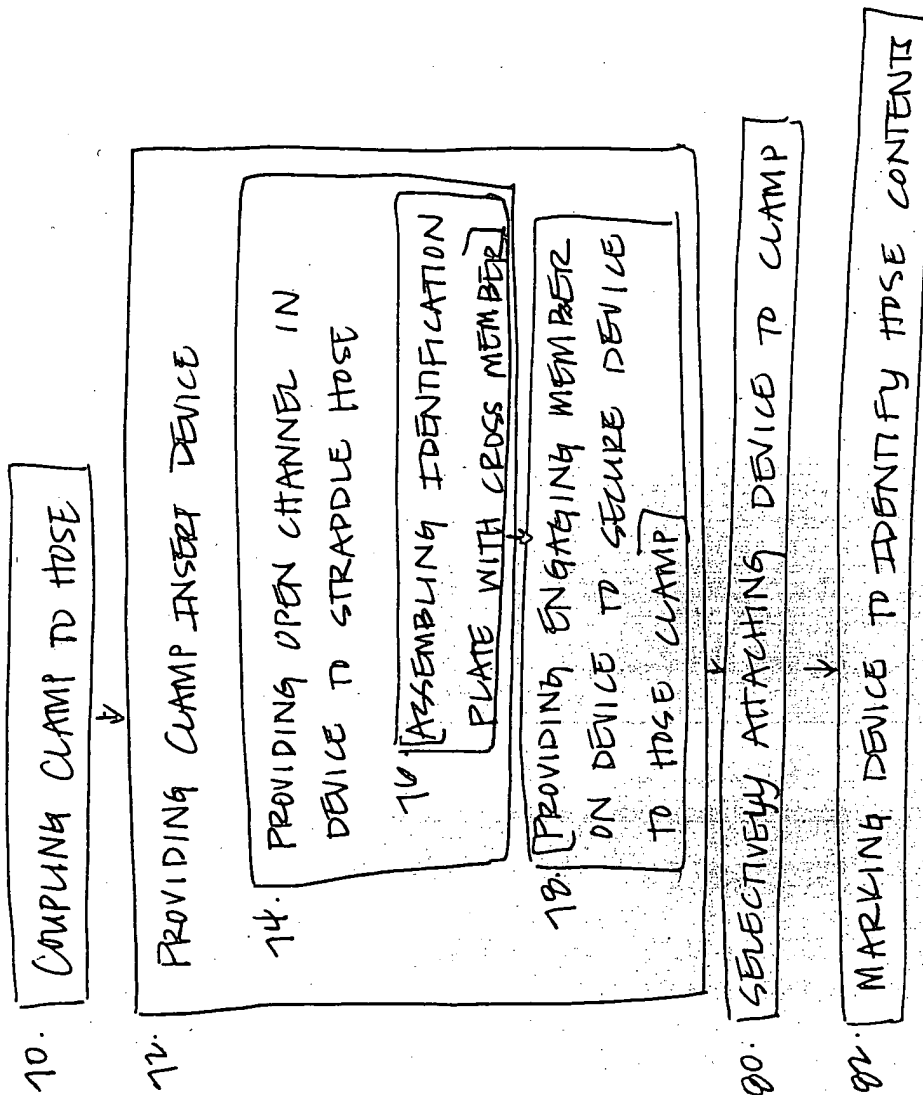 70. COUPLING CLAMP TO HOSE
72. PROVIDING CLAMP INSERT DEVICE
74. PROVIDING OPEN CHANNEL IN
DEVICE TO STRADDLE HOSE
76. ASSEMBLING IDENTIFICATION
PLATE WITH CROSS MEMBER
78. PROVIDING ENGAGING MEMBER
ON DEVICE TO SECURE DEVICE
TO HOSE CLAMP
80. SELECTIVELY ATTACHING DEVICE TO CLAMP
82. MARKING DEVICE TO IDENTIFY HOSE CONTENTS